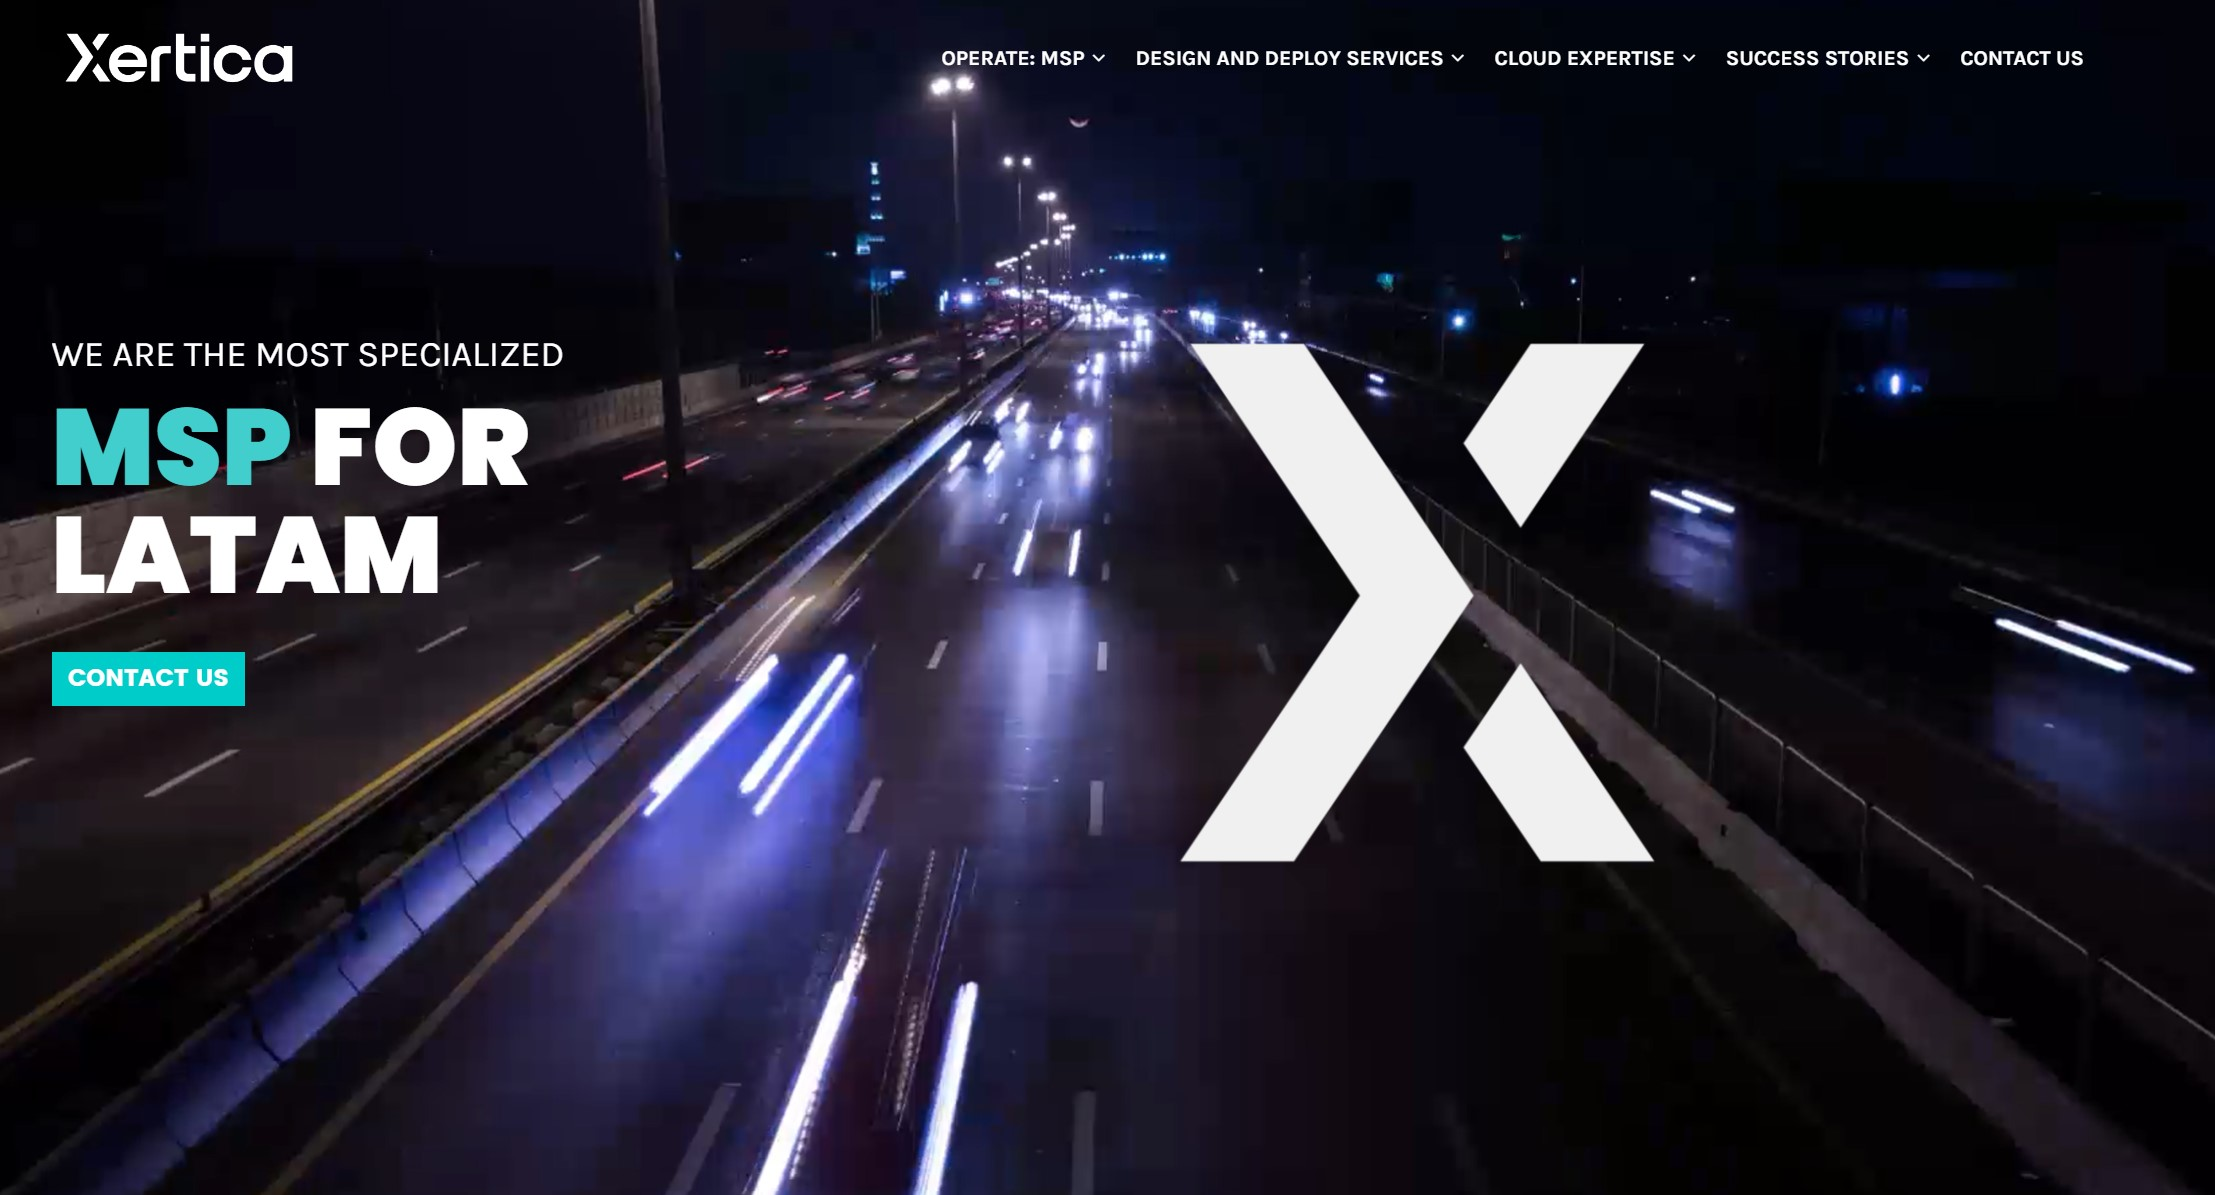 Xertica
OPERATE: MSP
DESIGN AND DEPLOY SERVICES
CLOUD EXPERTISE
SUCCESS STORIES
CONTACT US
WE ARE THE MOST SPECIALIZED
MSP FOR
LATAM
CONTACT US
X